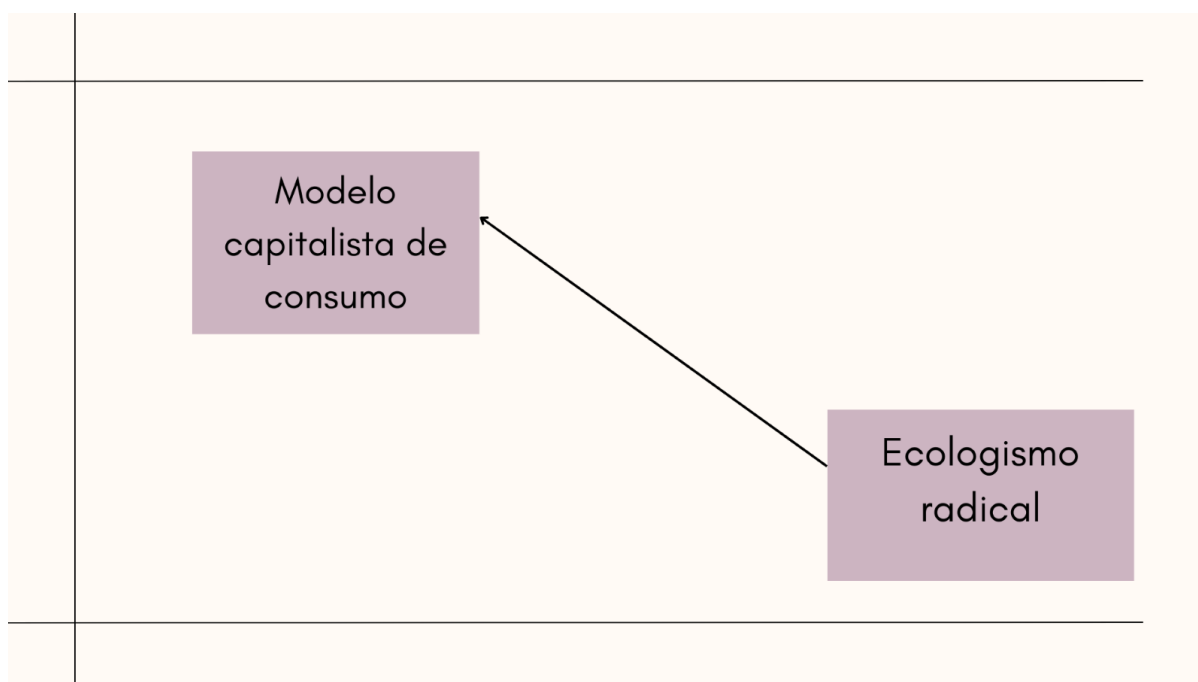 Modelo
capitalista de
consumo
Ecologismo
radical